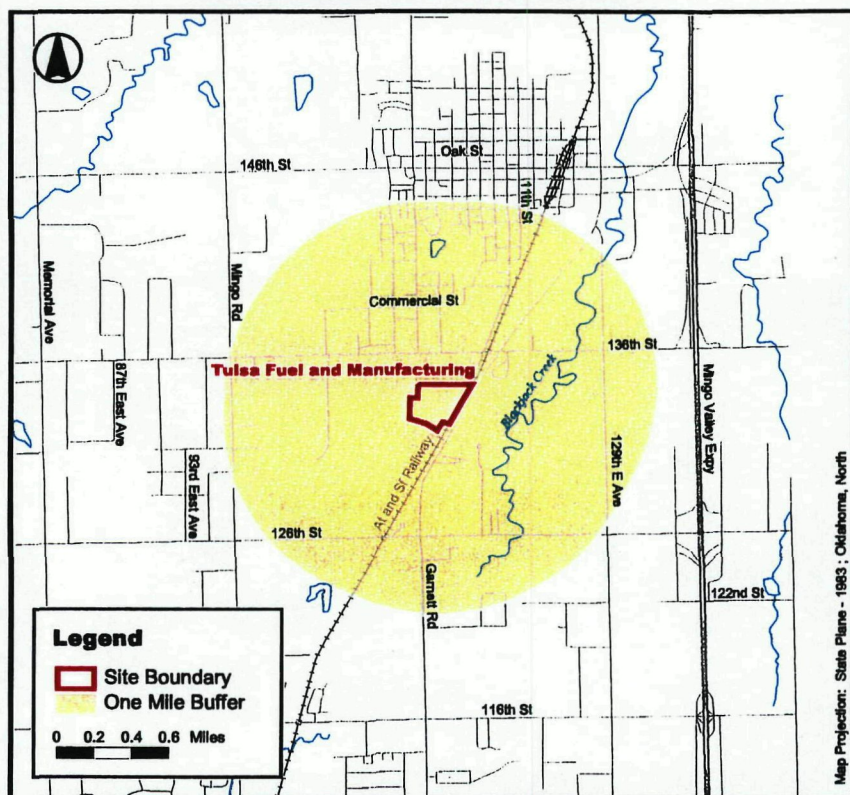 Oak St
146th St
11th St
Memorial Ave
Mingo Rd
Commercial St
136th St
Tulsa Fuel and Manufacturing
87th East Ave
Blackjack Creek
Mingo Valley Expy
129th E Ave
93rd East Ave
At and Sf Railway
126th St
Garnett Rd
122nd St
116th St
Legend
Site Boundary
One Mile Buffer
0 0.2 0.4 0.6 Miles
Map Projection: State Plane - 1983 ; Oklahoma, North